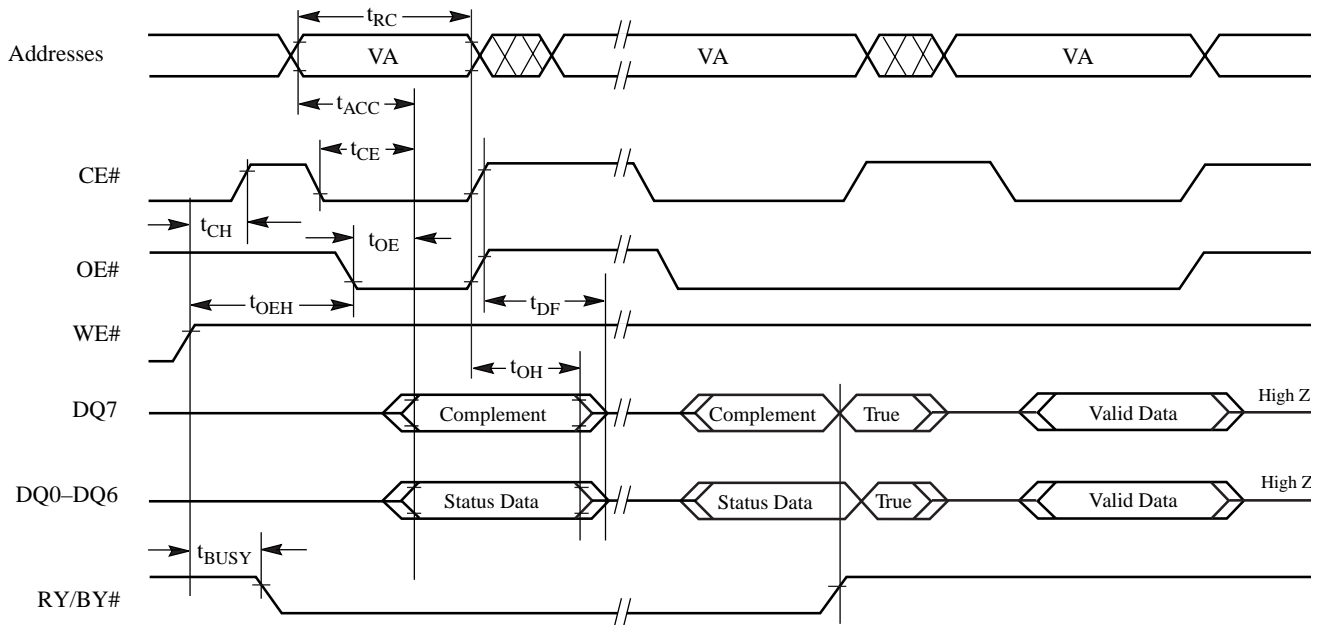 tRC
Addresses VA VA VA
tACC
tCE
CE#
tCH tOE
OE#
tOEH tDF
WE#
tOH
DQ7 Complement Complement True Valid Data High Z
DQ0–DQ6 Status Data Status Data True Valid Data High Z
tBUSY
RY/BY#